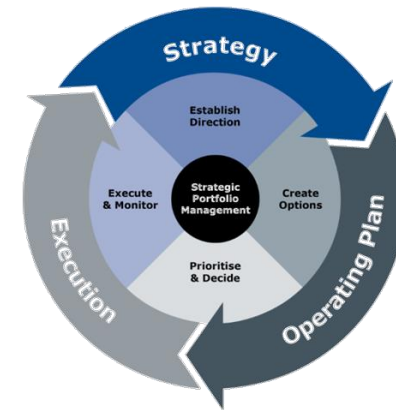 Strategy
Establish
Direction
Execute
& Monitor
Strategic
Portfolio
Management
Create
Options
Prioritise
& Decide
Execution
Operating Plan